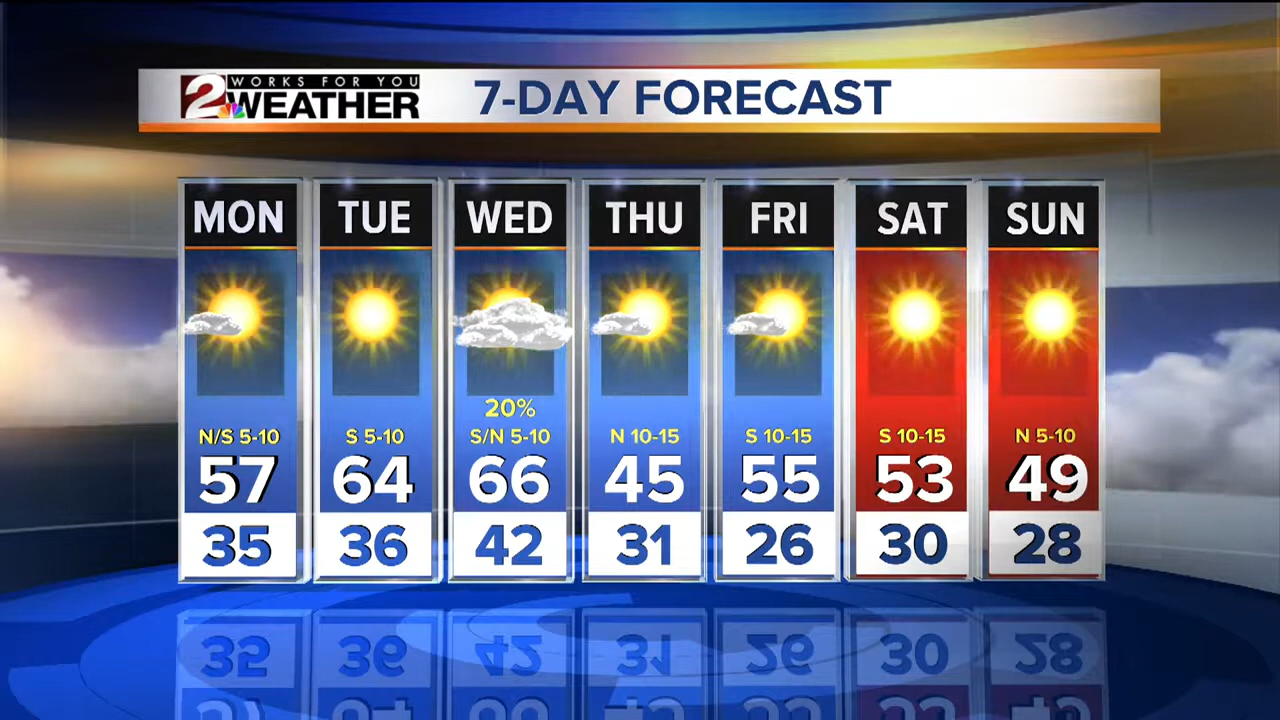 2 WORKS FOR YOU
WEATHER
7-DAY FORECAST
MON TUE WED THU FRI SAT SUN
20%
N/S 5-10 S 5-10 S/N 5-10 N 10-15 S 10-15 S 10-15 N 5-10
57 64 66 45 55 53 49
35 36 42 31 26 30 28